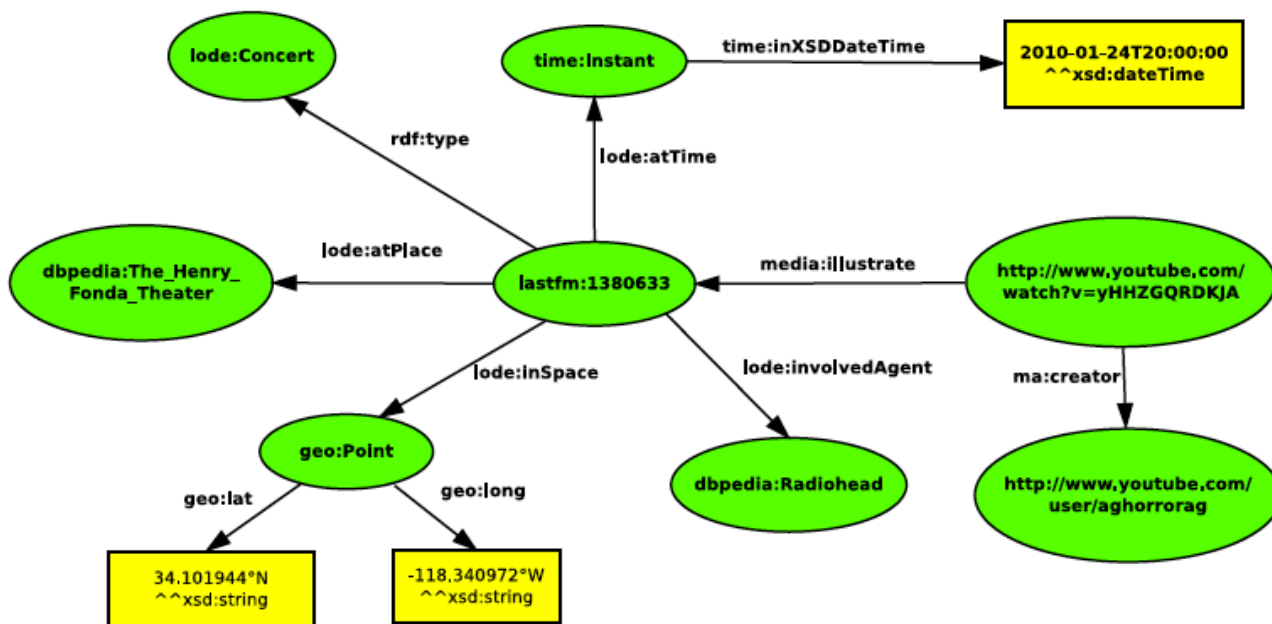 lode:Concert
time:Instant
time:inXSDDateTime
2010-01-24T20:00:00
^^xsd:dateTime
rdf:type
lode:atTime
lode:atPlace
media:illustrate
dbpedia:The_Henry_
Fonda_Theater
lastfm:1380633
http://www.youtube.com/
watch?v=yHHZGQRDKJA
lode:inSpace
lode:involvedAgent
ma:creator
geo:Point
geo:lat
geo:long
dbpedia:Radiohead
http://www.youtube.com/
user/aghorrorag
34.101944°N
^^xsd:string
-118.340972°W
^^xsd:string